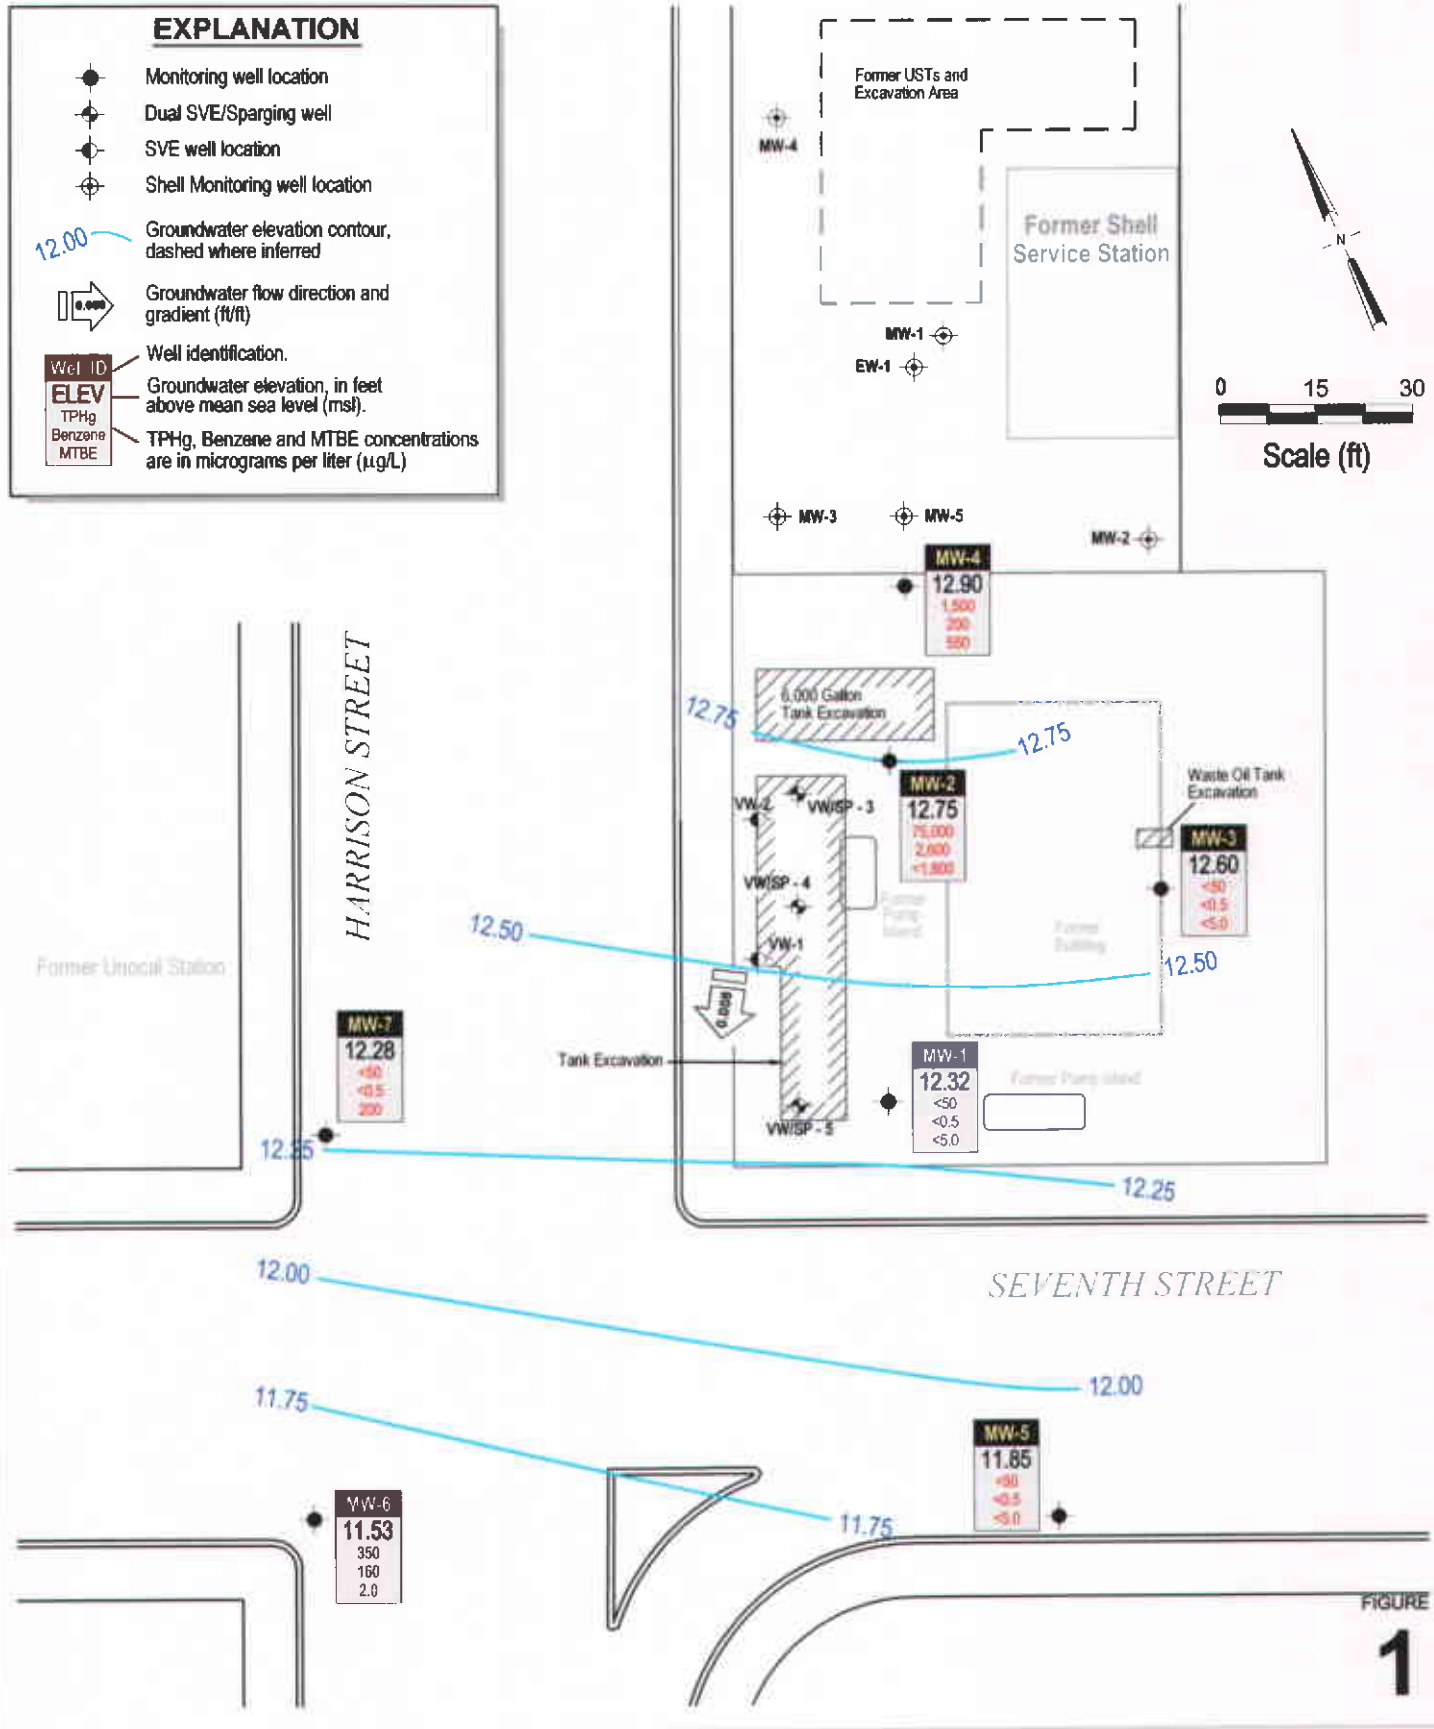 EXPLANATION
Monitoring well location
Dual SVE/Sparging well
SVE well location
Shell Monitoring well location
12.00
Groundwater elevation contour,
dashed where inferred
Groundwater flow direction and
gradient (ft/ft)
Well ID
ELEV
TPHg
Benzene
MTBE
Well identification.
Groundwater elevation, in feet
above mean sea level (msl).
TPHg, Benzene and MTBE concentrations
are in micrograms per liter (µg/L)
Former USTs and
Excavation Area
MW-4
Former Shell
Service Station
N
MW-1
EW-1
0 15 30
Scale (ft)
MW-3
MW-5
MW-2
MW-4
12.90
1,500
200
550
HARRISON STREET
6,000 Gallon
Tank Excavation
12.75
12.75
MW-2
12.75
75,000
2,600
<1,800
Waste Oil Tank
Excavation
VW-2
VW/SP - 3
MW-3
12.60
<50
<0.5
<5.0
VW/SP - 4
Former
Pump
Island
Former
Building
12.50
VW-1
12.50
Former Unocal Station
0.008
MW-7
12.28
<50
<0.5
200
Tank Excavation
MW-1
12.32
<50
<0.5
<5.0
Former Pump Island
VW/SP - 5
12.25
12.25
12.00
SEVENTH STREET
12.00
11.75
MW-5
11.85
<50
<0.5
<5.0
MW-6
11.53
350
160
2.0
11.75
FIGURE
1